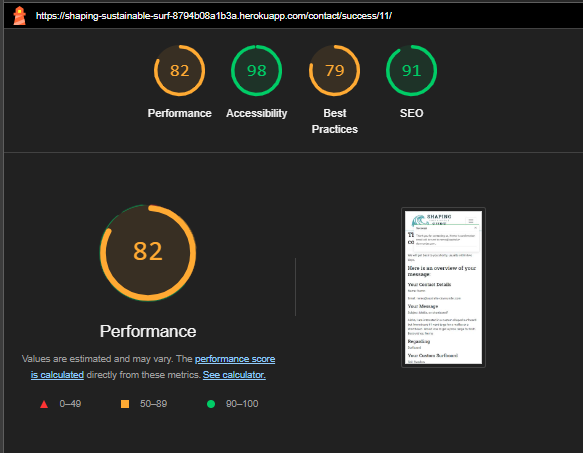 https://shaping-sustainable-surf-8794b08a1b3a.herokuapp.com/contact/success/11/
82
98
79
91
Performance
Accessibility
Best
Practices
SEO
82
Performance
Values are estimated and may vary. The performance score
is calculated directly from these metrics. See calculator.
0–49
50–89
90–100
SHAPING
Here is an overview of your
message:
Your Contact Details
Your Message
Regarding
Surfboard
Your Custom Surfboard